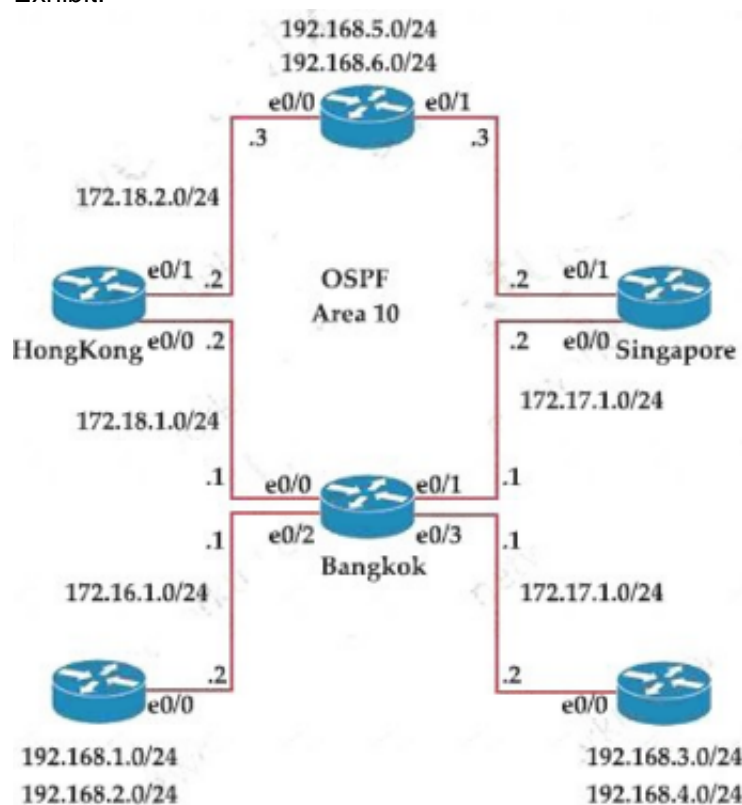 192.168.5.0/24
192.168.6.0/24
e0/0
e0/1
.3
.3
172.18.2.0/24
e0/1
.2
OSPF
Area 10
.2
e0/1
HongKong
e0/0
.2
.2
e0/0
Singapore
172.18.1.0/24
172.17.1.0/24
.1
e0/0
e0/1
.1
.1
e0/2
e0/3
.1
Bangkok
172.16.1.0/24
172.17.1.0/24
.2
e0/0
.2
e0/0
192.168.1.0/24
192.168.2.0/24
192.168.3.0/24
192.168.4.0/24